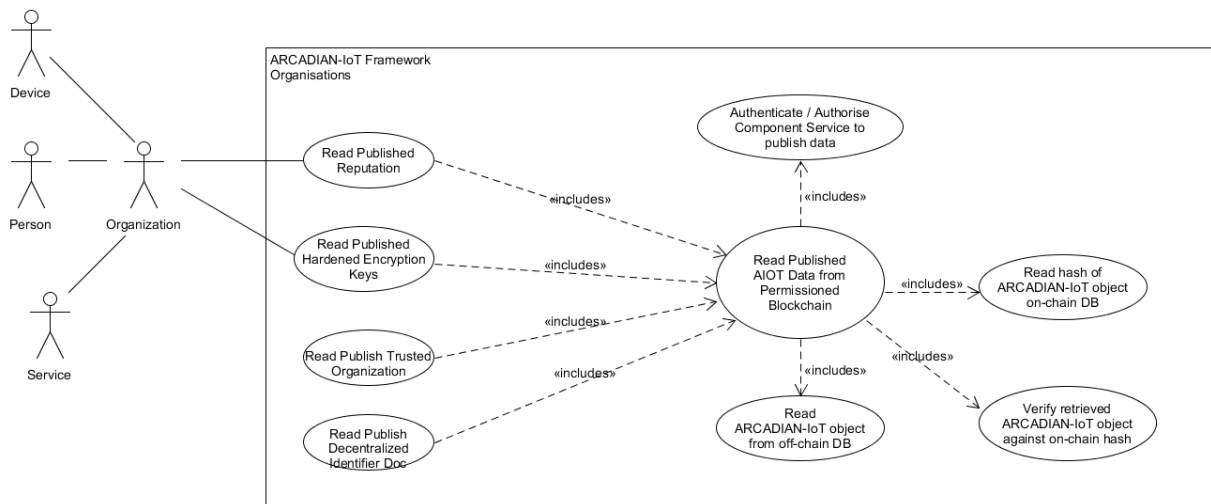 ARCADIAN-IoT Framework
Organisations
Device
Person
Organization
Service
Read Published
Reputation
Read Published
Hardened Encryption
Keys
Read Publish Trusted
Organization
Read Publish
Decentralized
Identifier Doc
«includes»
«includes»
«includes»
«includes»
Authenticate / Authorise
Component Service to
publish data
«includes»
Read Published
AIOT Data from
Permissioned
Blockchain
«includes»
Read hash of
ARCADIAN-IoT object
on-chain DB
«includes»
«includes»
Read
ARCADIAN-IoT object
from off-chain DB
Verify retrieved
ARCADIAN-IoT object
against on-chain hash